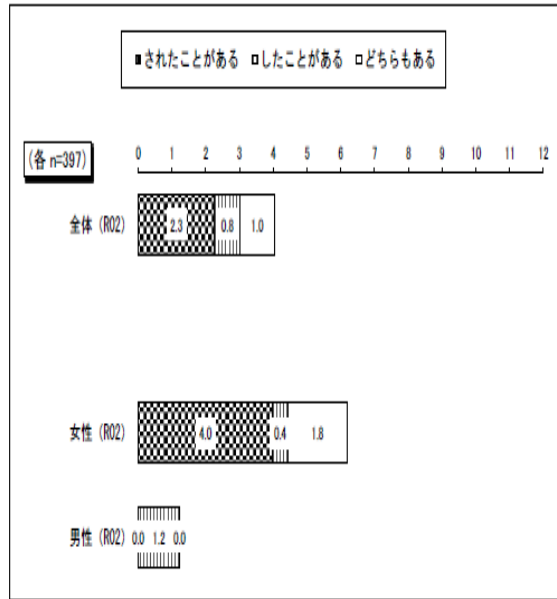 ■されたことがある □したことがある □どちらもある
(各 n=397)
0 1 2 3 4 5 6 7 8 9 10 11 12
全体 (R02) 2.3 0.8 1.0
女性 (R02) 4.0 0.4 1.8
男性 (R02) 0.0 1.2 0.0